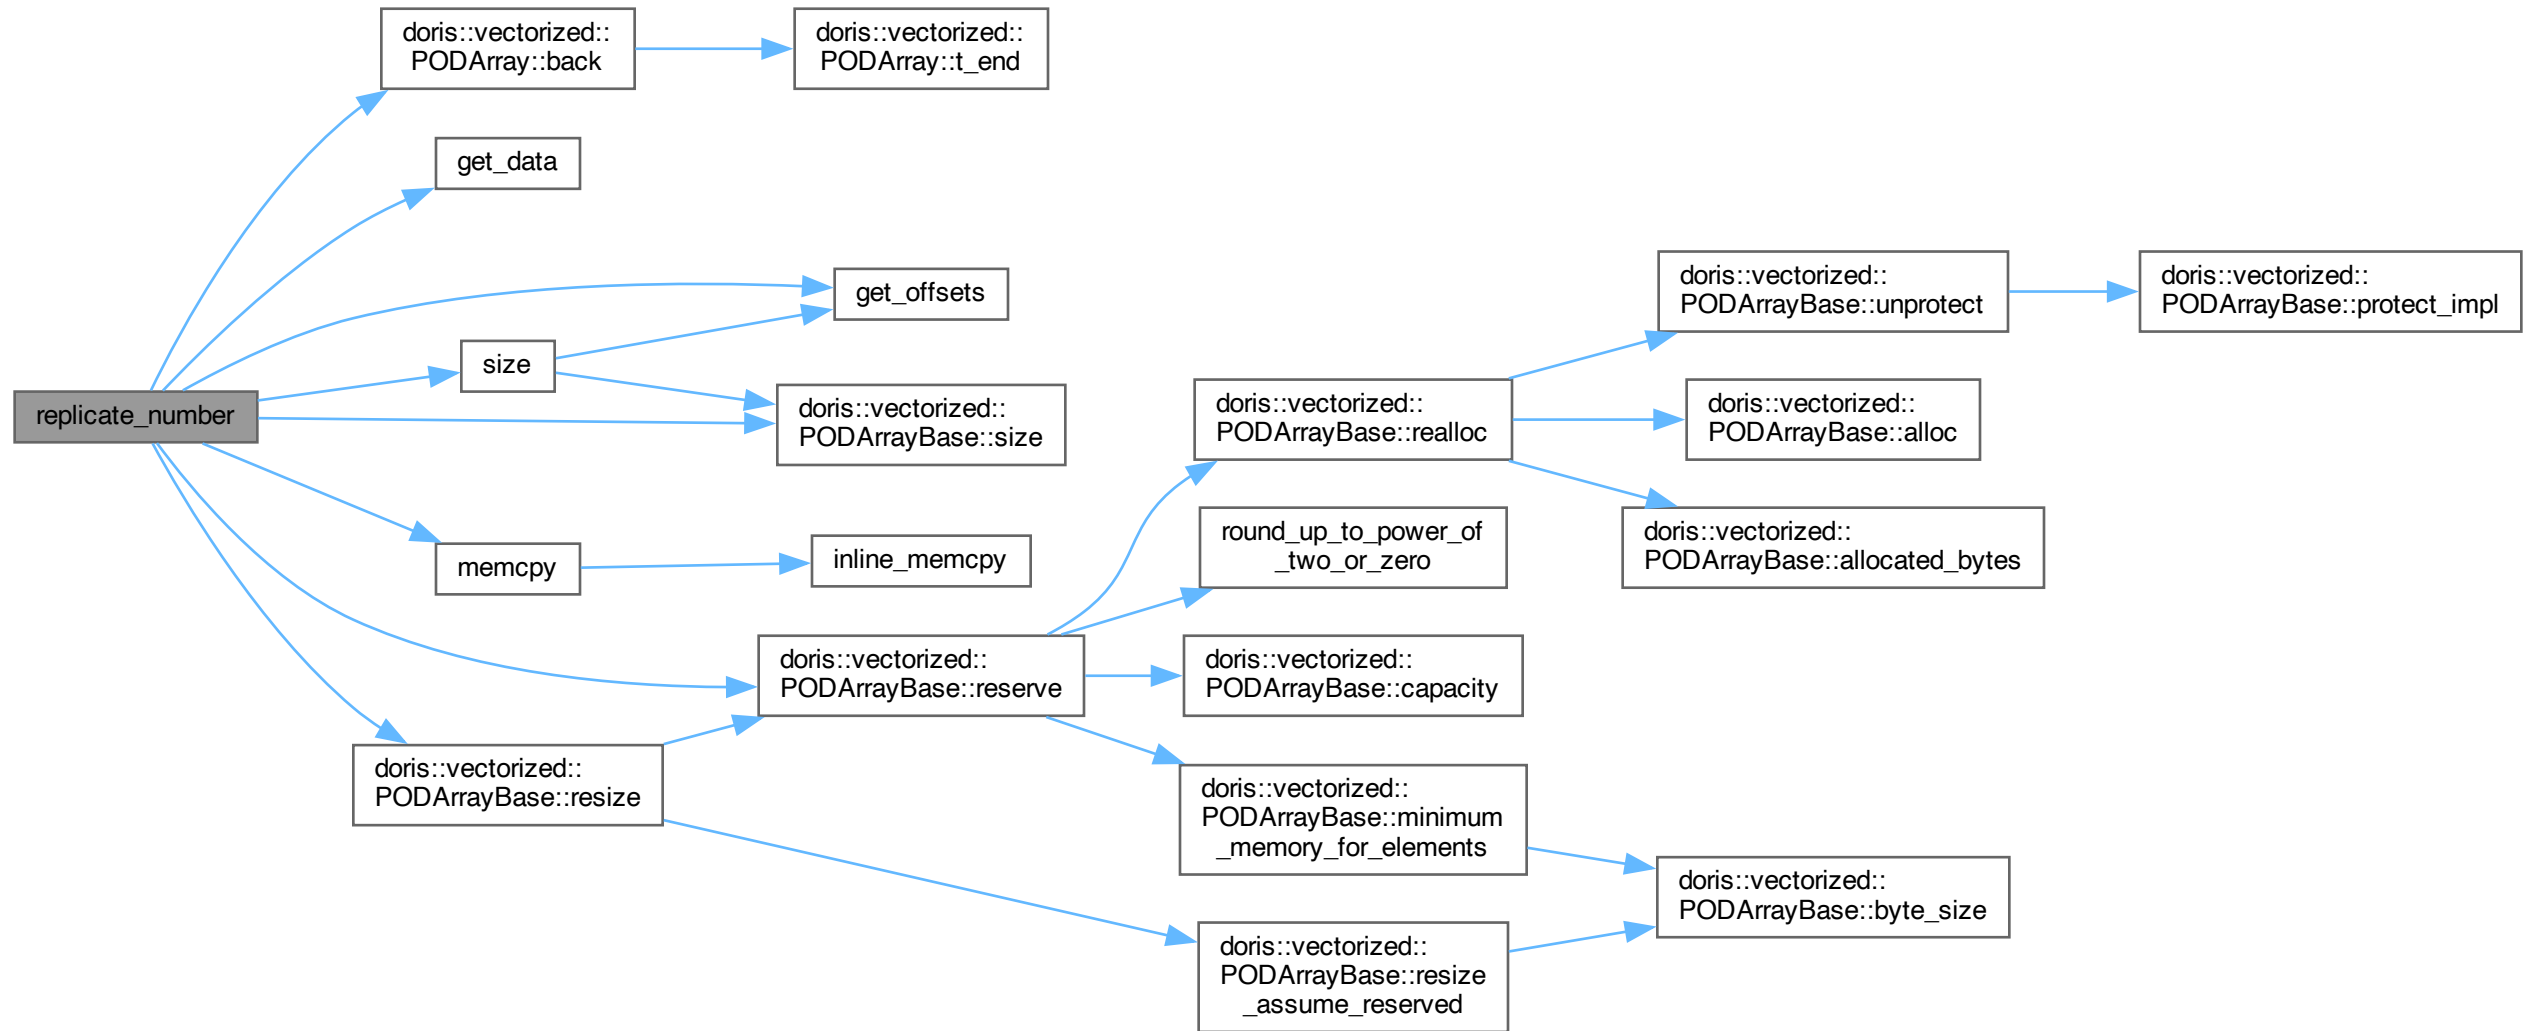 doris::vectorized::
PODArray::back
doris::vectorized::
PODArray::t_end
get_data
get_offsets
size
replicate_number
doris::vectorized::
PODArrayBase::size
memcpy
inline_memcpy
doris::vectorized::
PODArrayBase::reserve
doris::vectorized::
PODArrayBase::resize
doris::vectorized::
PODArrayBase::realloc
round_up_to_power_of
_two_or_zero
doris::vectorized::
PODArrayBase::capacity
doris::vectorized::
PODArrayBase::minimum
_memory_for_elements
doris::vectorized::
PODArrayBase::resize
_assume_reserved
doris::vectorized::
PODArrayBase::unprotect
doris::vectorized::
PODArrayBase::protect_impl
doris::vectorized::
PODArrayBase::alloc
doris::vectorized::
PODArrayBase::allocated_bytes
doris::vectorized::
PODArrayBase::byte_size